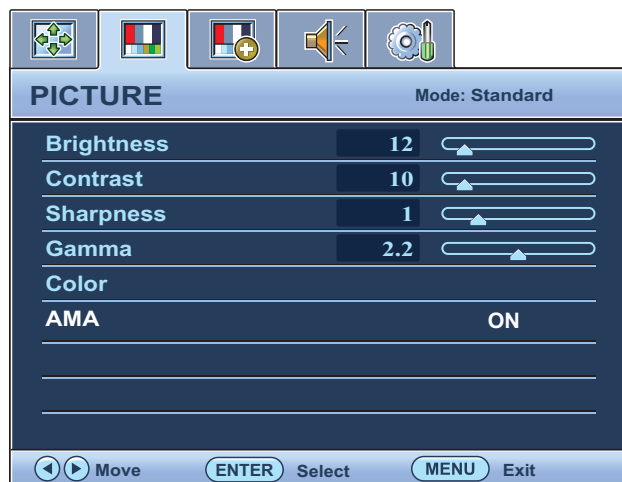 PICTURE Mode: Standard
Brightness 12
Contrast 10
Sharpness 1
Gamma 2.2
Color
AMA ON
Move ENTER Select MENU Exit